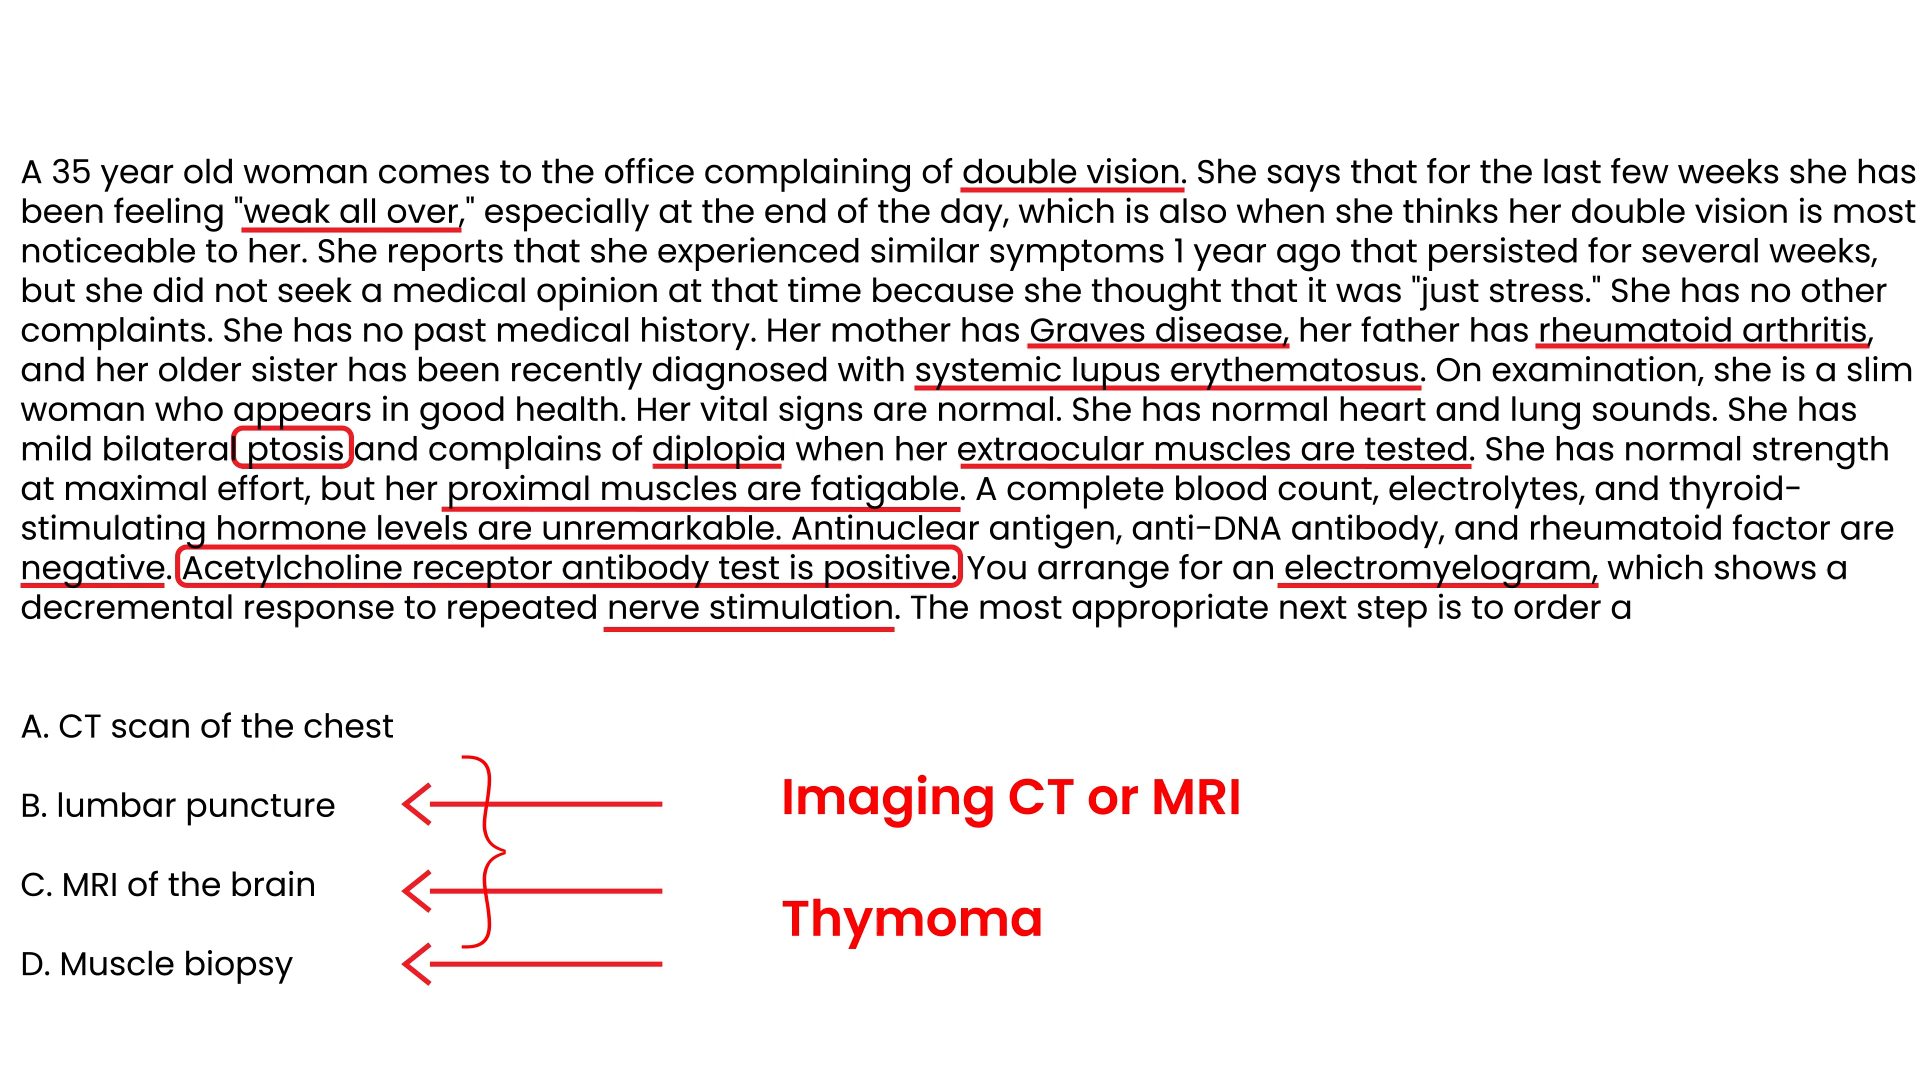 A 35 year old woman comes to the office complaining of double vision. She says that for the last few weeks she has
been feeling "weak all over," especially at the end of the day, which is also when she thinks her double vision is most
noticeable to her. She reports that she experienced similar symptoms 1 year ago that persisted for several weeks,
but she did not seek a medical opinion at that time because she thought that it was "just stress." She has no other
complaints. She has no past medical history. Her mother has Graves disease, her father has rheumatoid arthritis,
and her older sister has been recently diagnosed with systemic lupus erythematosus. On examination, she is a slim
woman who appears in good health. Her vital signs are normal. She has normal heart and lung sounds. She has
mild bilateral ptosis and complains of diplopia when her extraocular muscles are tested. She has normal strength
at maximal effort, but her proximal muscles are fatigable. A complete blood count, electrolytes, and thyroid-
stimulating hormone levels are unremarkable. Antinuclear antigen, anti-DNA antibody, and rheumatoid factor are
negative. Acetylcholine receptor antibody test is positive. You arrange for an electromyelogram, which shows a
decremental response to repeated nerve stimulation. The most appropriate next step is to order a
A. CT scan of the chest
B. lumbar puncture
C. MRI of the brain
D. Muscle biopsy
Imaging CT or MRI
Thymoma